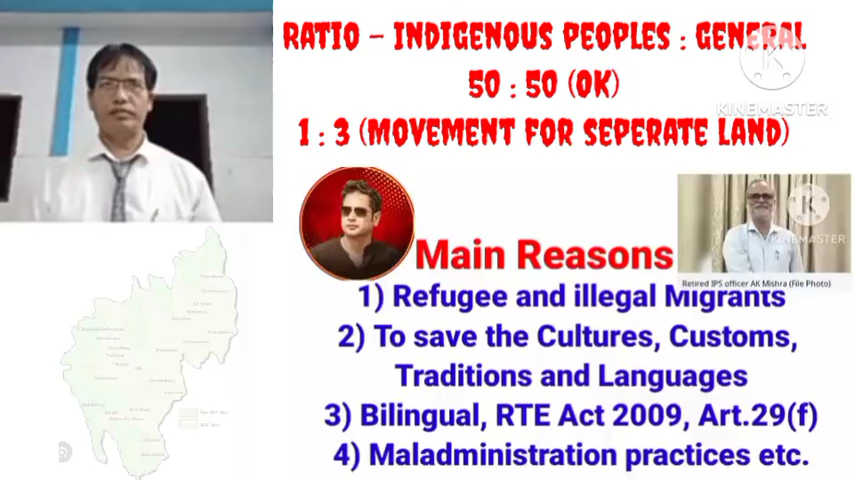 RATIO - INDIGENOUS PEOPLES : GENERAL
50 : 50 (OK)
1 : 3 (MOVEMENT FOR SEPERATE LAND)
KINEMASTER
Main Reasons
KINEMASTER
Retired IPS officer AK Mishra (File Photo)
1) Refugee and illegal Migrants
2) To save the Cultures, Customs,
Traditions and Languages
3) Bilingual, RTE Act 2009, Art.29(f)
4) Maladministration practices etc.